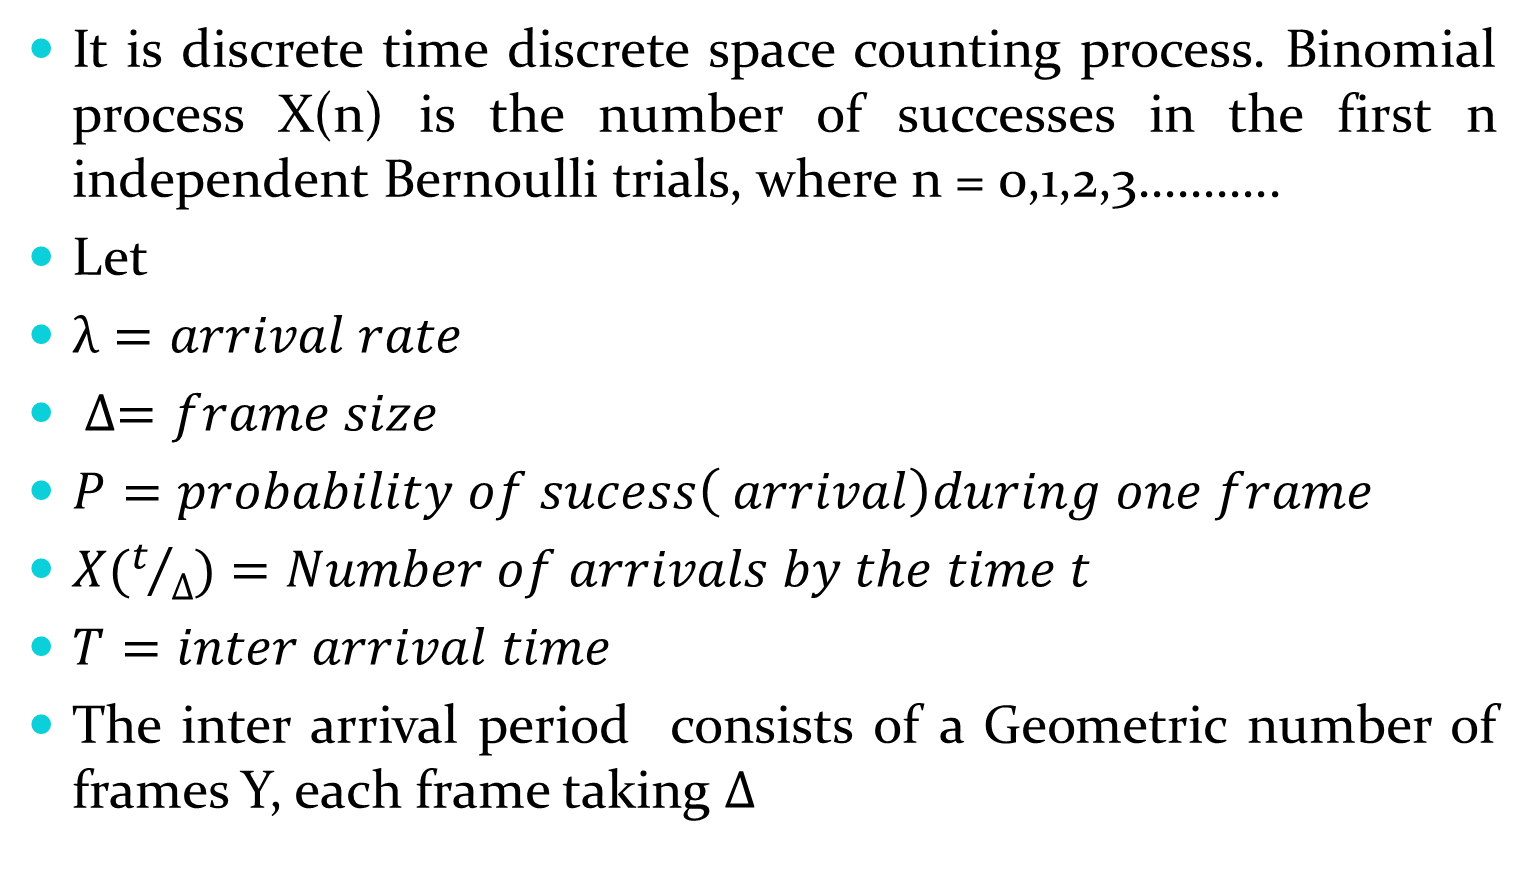 • It is discrete time discrete space counting process. Binomial
process X(n) is the number of successes in the first n
independent Bernoulli trials, where n = 0,1,2,3...........
• Let
• λ = arrival rate
• Δ= frame size
• P = probability of sucess( arrival)during one frame
• X(t/Δ) = Number of arrivals by the time t
• T = inter arrival time
• The inter arrival period consists of a Geometric number of
frames Y, each frame taking Δ